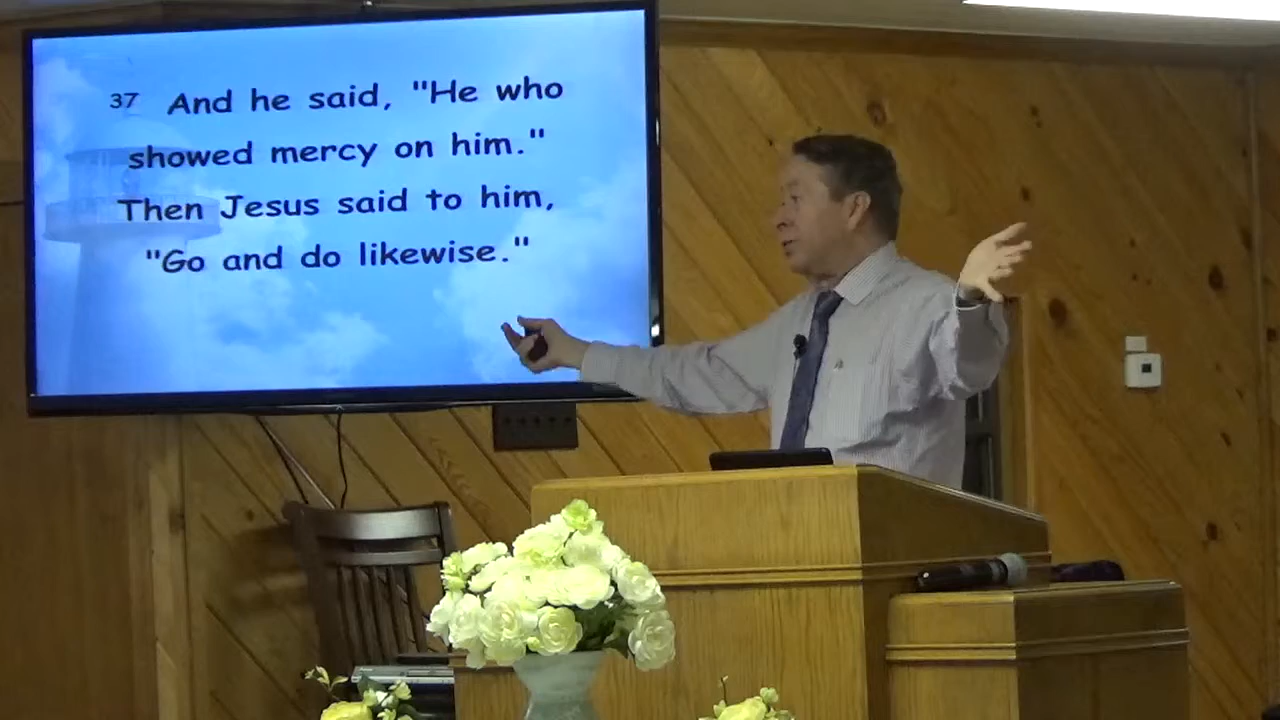 37 And he said, "He who
showed mercy on him."
Then Jesus said to him,
"Go and do likewise."